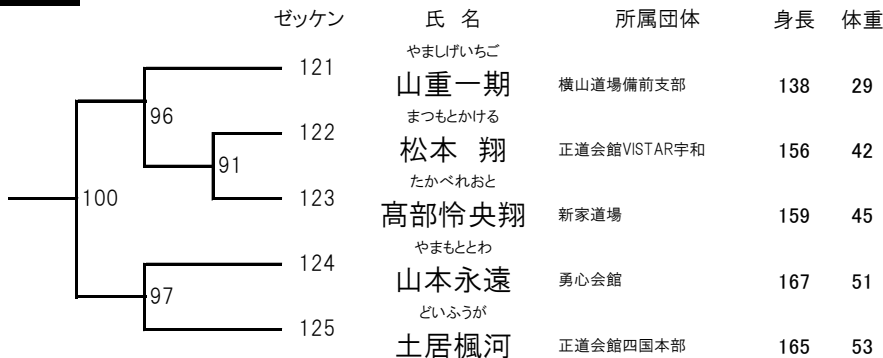 ゼッケン 氏 名 所属団体 身長 体重
やましげいちご
121 山重一期 横山道場備前支部 138 29
96
まつもとかける
122 松本 翔 正道会館VISTAR宇和 156 42
91
たかべれおと
100
123 髙部怜央翔 新家道場 159 45
やまもととわ
124 山本永遠 勇心会館 167 51
97
どいふうが
125 土居楓河 正道会館四国本部 165 53